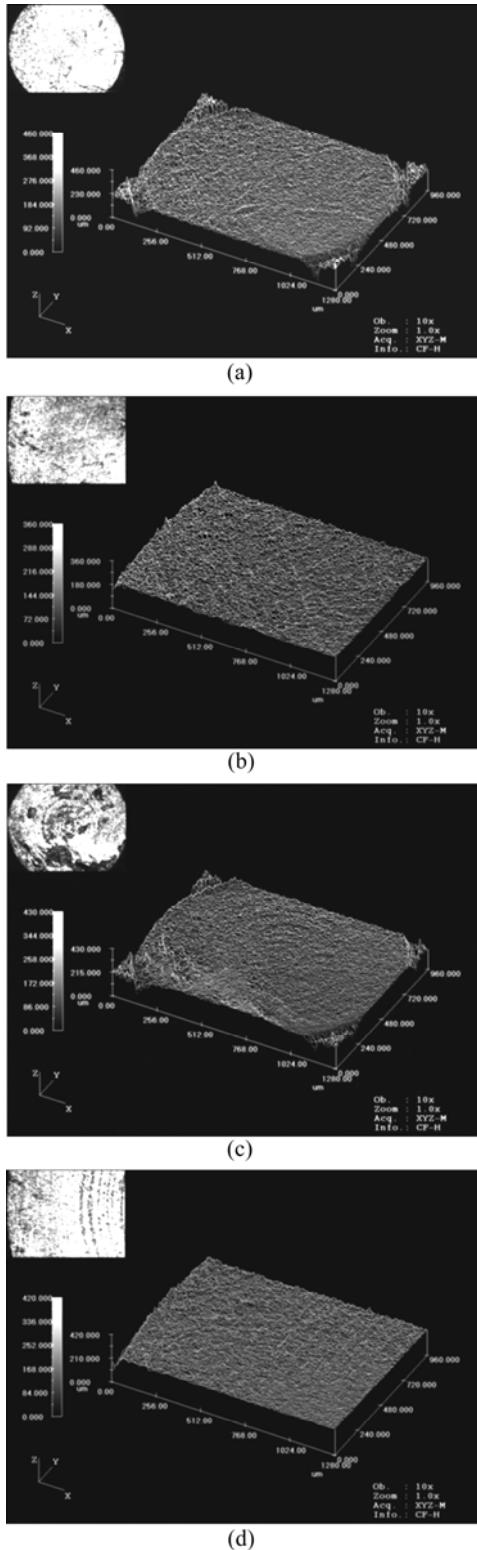 460.000
368.000
276.000
184.000
92.000
0.000
460.000
230.000
0.000
um
0.00
256.00
512.00
768.00
1024.00
1280.00
um
0.000
240.000
480.000
720.000
960.000
Z Y
X
Ob. : 10x
Zoom : 1.0x
Acq. : XYZ-M
Info.: CF-H
(a)
360.000
288.000
216.000
144.000
72.000
0.000
360.000
180.000
0.000
um
0.00
256.00
512.00
768.00
1024.00
1280.00
um
0.000
240.000
480.000
720.000
960.000
Z Y
X
Ob. : 10x
Zoom : 1.0x
Acq. : XYZ-M
Info.: CF-H
(b)
430.000
344.000
258.000
172.000
86.000
0.000
430.000
215.000
0.000
um
0.00
256.00
512.00
768.00
1024.00
1280.00
um
0.000
240.000
480.000
720.000
960.000
Z Y
X
Ob. : 10x
Zoom : 1.0x
Acq. : XYZ-M
Info.: CF-H
(c)
420.000
336.000
252.000
168.000
84.000
0.000
420.000
210.000
0.000
um
0.00
256.00
512.00
768.00
1024.00
1280.00
um
0.000
240.000
480.000
720.000
960.000
Z Y
X
Ob. : 10x
Zoom : 1.0x
Acq. : XYZ-M
Info.: CF-H
(d)